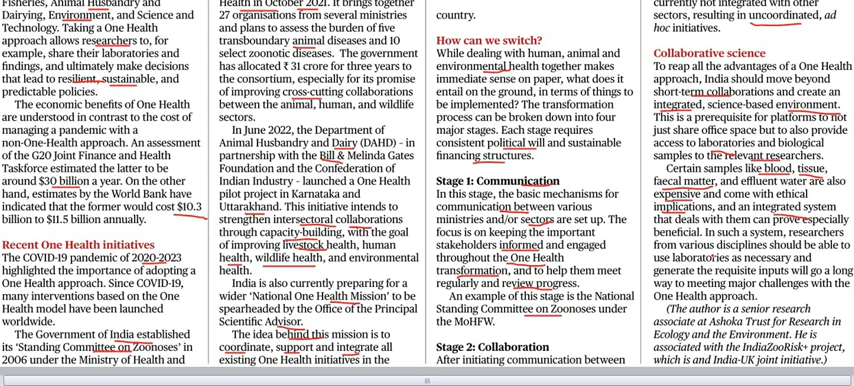 Fisheries, Animal Husbandry and
Dairying, Environment, and Science and
Technology. Taking a One Health
approach allows researchers to, for
example, share their laboratories and
findings, and ultimately make decisions
that lead to resilient, sustainable, and
predictable policies.
The economic benefits of One Health
are understood in contrast to the cost of
managing a pandemic with a
non-One-Health approach. An assessment
of the G20 Joint Finance and Health
Taskforce estimated the latter to be
around $30 billion a year. On the other
hand, estimates by the World Bank have
indicated that the former would cost $10.3
billion to $11.5 billion annually.
Recent One Health initiatives
The COVID-19 pandemic of 2020-2023
highlighted the importance of adopting a
One Health approach. Since COVID-19,
many interventions based on the One
Health model have been launched
worldwide.
The Government of India established
its ‘Standing Committee on Zoonoses’ in
2006 under the Ministry of Health and
Health in October 2021. It brings together
27 organisations from several ministries
and plans to assess the burden of five
transboundary animal diseases and 10
select zoonotic diseases. The government
has allocated ₹31 crore for three years to
the consortium, especially for its promise
of improving cross-cutting collaborations
between the animal, human, and wildlife
sectors.
In June 2022, the Department of
Animal Husbandry and Dairy (DAHD) - in
partnership with the Bill & Melinda Gates
Foundation and the Confederation of
Indian Industry - launched a One Health
pilot project in Karnataka and
Uttarakhand. This initiative intends to
strengthen intersectoral collaborations
through capacity-building, with the goal
of improving livestock health, human
health, wildlife health, and environmental
health.
India is also currently preparing for a
wider ‘National One Health Mission’ to be
spearheaded by the Office of the Principal
Scientific Advisor.
The idea behind this mission is to
coordinate, support and integrate all
existing One Health initiatives in the
country.
How can we switch?
While dealing with human, animal and
environmental health together makes
immediate sense on paper, what does it
entail on the ground, in terms of things to
be implemented? The transformation
process can be broken down into four
major stages. Each stage requires
consistent political will and sustainable
financing structures.
Stage 1: Communication
In this stage, the basic mechanisms for
communication between various
ministries and/or sectors are set up. The
focus is on keeping the important
stakeholders informed and engaged
throughout the One Health
transformation, and to help them meet
regularly and review progress.
An example of this stage is the National
Standing Committee on Zoonoses under
the MoHFW.
Stage 2: Collaboration
After initiating communication between
currently not integrated with other
sectors, resulting in uncoordinated, ad
hoc initiatives.
Collaborative science
To reap all the advantages of a One Health
approach, India should move beyond
short-term collaborations and create an
integrated, science-based environment.
This is a prerequisite for platforms to not
just share office space but to also provide
access to laboratories and biological
samples to the relevant researchers.
Certain samples like blood, tissue,
faecal matter, and effluent water are also
expensive and come with ethical
implications, and an integrated system
that deals with them can prove especially
beneficial. In such a system, researchers
from various disciplines should be able to
use laboratories as necessary and
generate the requisite inputs will go a long
way to meeting major challenges with the
One Health approach.
(The author is a senior research
associate at Ashoka Trust for Research in
Ecology and the Environment. He is
associated with the IndiaZooRisk+ project,
which is and India-UK joint initiative.)